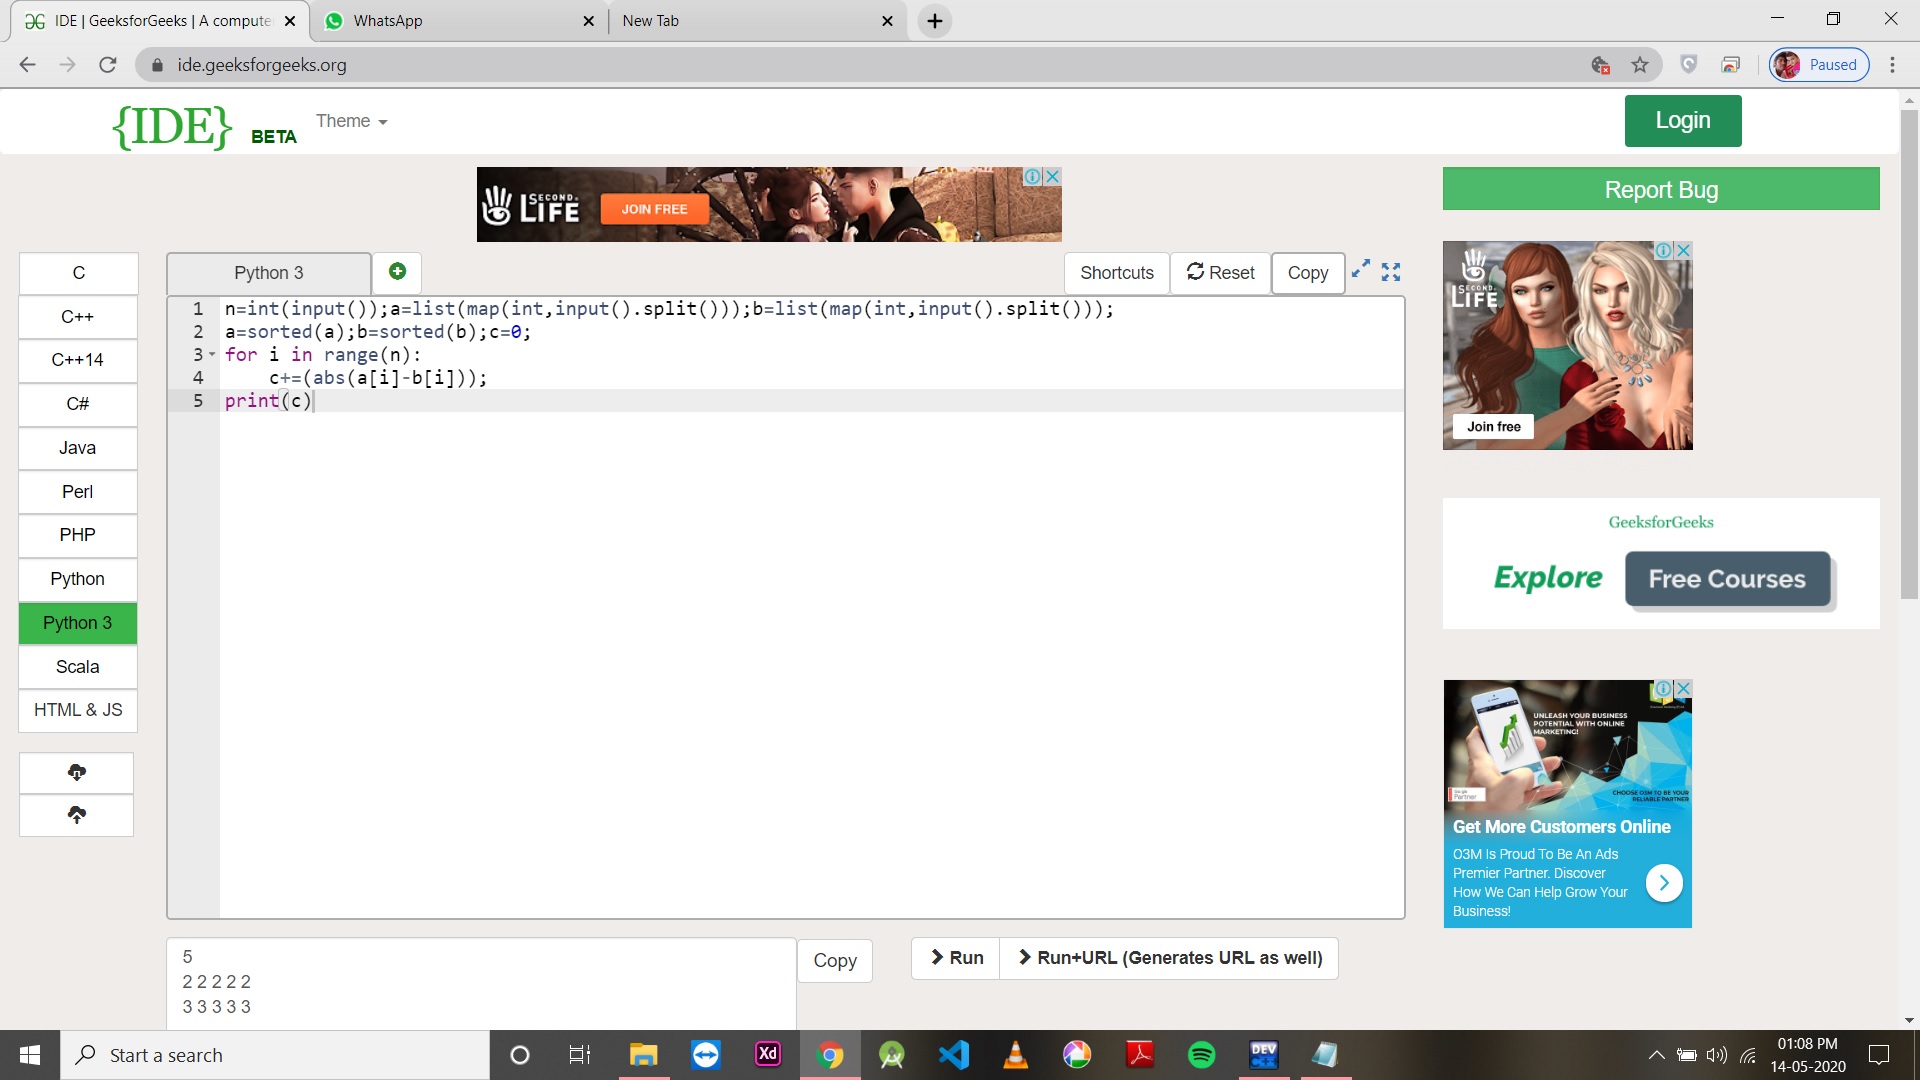 IDE | GeeksforGeeks | A compute
WhatsApp
New Tab
ide.geeksforgeeks.org
Paused
{IDE} BETA
Theme
Login
SECOND LIFE
JOIN FREE
Report Bug
C
C++
C++14
C#
Java
Perl
PHP
Python
Python 3
Scala
HTML & JS
Python 3
Shortcuts
Reset
Copy
1 n=int(input());a=list(map(int,input().split()));b=list(map(int,input().split()));
2 a=sorted(a);b=sorted(b);c=0;
3 for i in range(n):
4     c+=(abs(a[i]-b[i]));
5 print(c)
SECOND LIFE
Join free
GeeksforGeeks
Explore Free Courses
UNLEASH YOUR BUSINESS
POTENTIAL WITH ONLINE
MARKETING!
Google Partner
CHOOSE O3M TO BE YOUR
RELIABLE PARTNER
Get More Customers Online
O3M Is Proud To Be An Ads
Premier Partner. Discover
How We Can Help Grow Your
Business!
5
2 2 2 2 2
3 3 3 3 3
Copy
Run
Run+URL (Generates URL as well)
Start a search
Xd
DEV
C++
01:08 PM
14-05-2020